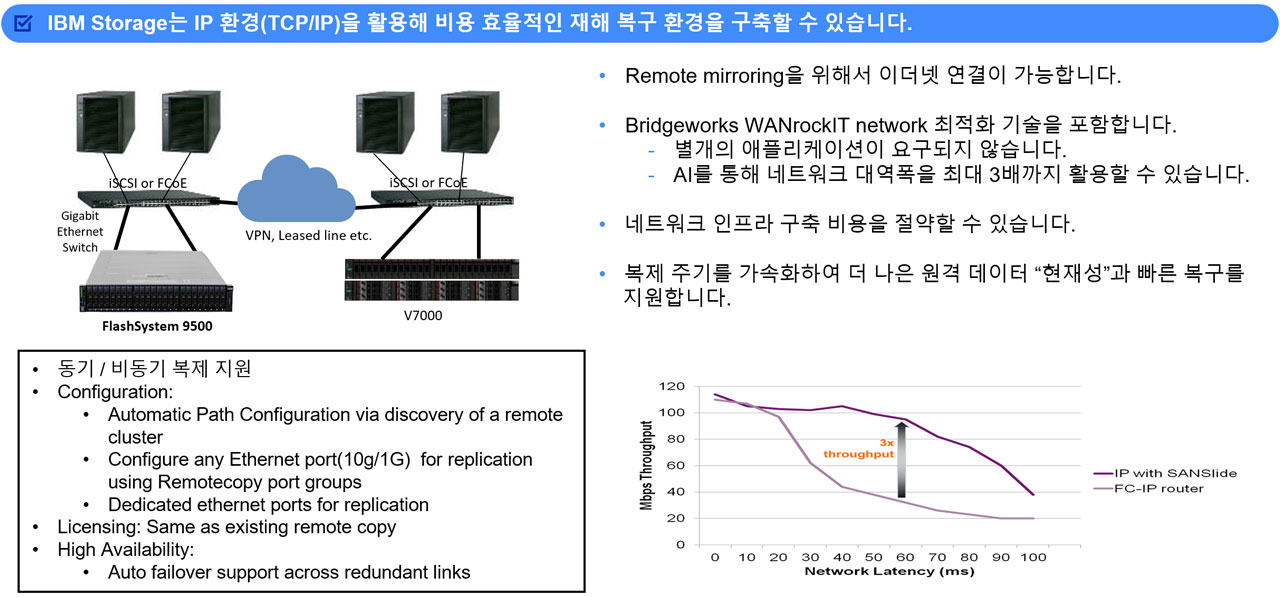 IBM Storage는 IP 환경(TCP/IP)을 활용해 비용 효율적인 재해 복구 환경을 구축할 수 있습니다.
iSCSI or FCoE
iSCSI or FCoE
Gigabit
Ethernet
Switch
VPN, Leased line etc.
FlashSystem 9500
V7000
• Remote mirroring을 위해서 이더넷 연결이 가능합니다.
• Bridgeworks WANrockIT network 최적화 기술을 포함합니다.
- 별개의 애플리케이션이 요구되지 않습니다.
- AI를 통해 네트워크 대역폭을 최대 3배까지 활용할 수 있습니다.
• 네트워크 인프라 구축 비용을 절약할 수 있습니다.
• 복제 주기를 가속화하여 더 나은 원격 데이터 “현재성”과 빠른 복구를
지원합니다.
• 동기 / 비동기 복제 지원
• Configuration:
• Automatic Path Configuration via discovery of a remote
cluster
• Configure any Ethernet port(10g/1G) for replication
using Remotecopy port groups
• Dedicated ethernet ports for replication
• Licensing: Same as existing remote copy
• High Availability:
• Auto failover support across redundant links
Mbps Throughput
120
100
80
60
40
20
0
3x
throughput
0 10 20 30 40 50 60 70 80 90 100
Network Latency (ms)
IP with SANSlide
FC-IP router